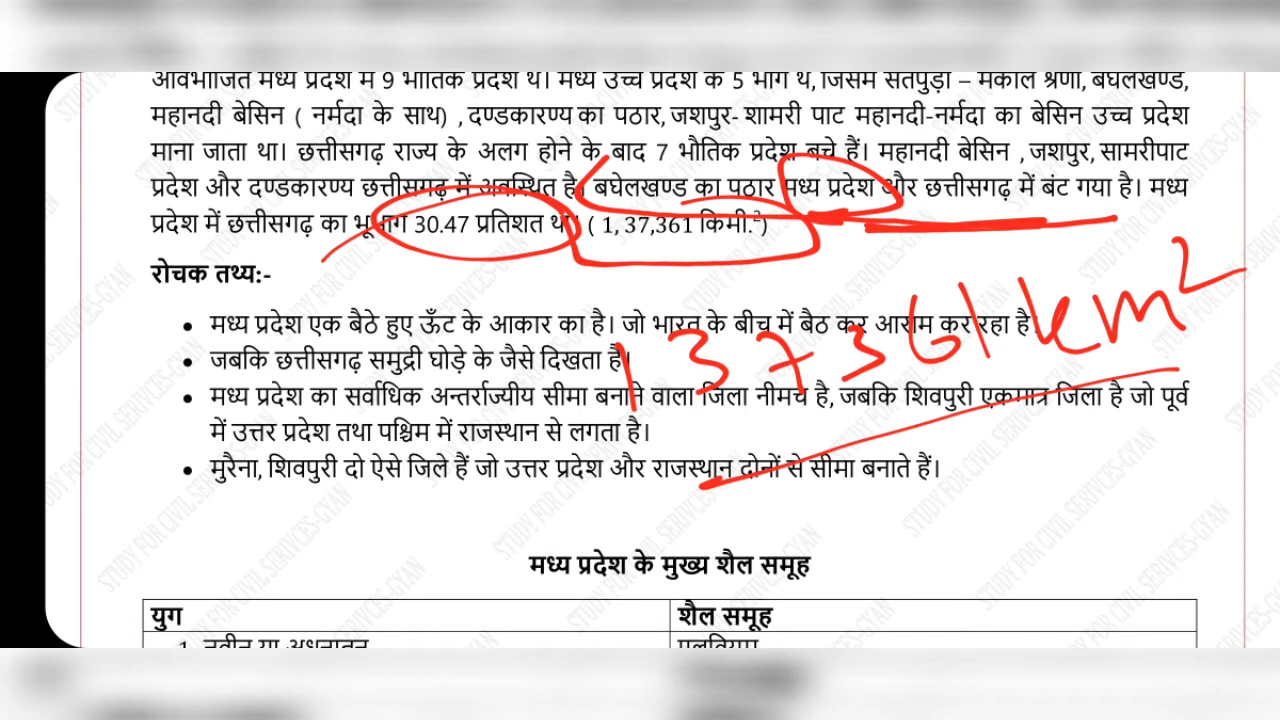 अविभाजित मध्य प्रदेश में 9 भौतिक प्रदेश थे। मध्य उच्च प्रदेश के 5 भाग थे, जिसमें सतपुड़ा – मैकाल श्रेणी, बघेलखण्ड,
महानदी बेसिन ( नर्मदा के साथ) , दण्डकारण्य का पठार, जशपुर- शामरी पाट महानदी-नर्मदा का बेसिन उच्च प्रदेश
माना जाता था। छत्तीसगढ़ राज्य के अलग होने के बाद 7 भौतिक प्रदेश बचे हैं। महानदी बेसिन , जशपुर, सामरीपाट
प्रदेश और दण्डकारण्य छत्तीसगढ़ में अवस्थित है। बघेलखण्ड का पठार मध्य प्रदेश और छत्तीसगढ़ में बंट गया है। मध्य
प्रदेश में छत्तीसगढ़ का भूभाग 30.47 प्रतिशत था। ( 1, 37,361 किमी.²)
रोचक तथ्य:-
• मध्य प्रदेश एक बैठे हुए ऊँट के आकार का है। जो भारत के बीच में बैठ कर आराम कर रहा है
137361 km²
• जबकि छत्तीसगढ़ समुद्री घोड़े के जैसे दिखता है।
• मध्य प्रदेश का सर्वाधिक अन्तर्राज्यीय सीमा बनाने वाला जिला नीमच है, जबकि शिवपुरी एकमात्र जिला है जो पूर्व
में उत्तर प्रदेश तथा पश्चिम में राजस्थान से लगता है।
• मुरैना, शिवपुरी दो ऐसे जिले हैं जो उत्तर प्रदेश और राजस्थान दोनों से सीमा बनाते हैं।
मध्य प्रदेश के मुख्य शैल समूह
युग शैल समूह
STUDY FOR CIVIL SERIVCES-GYAN